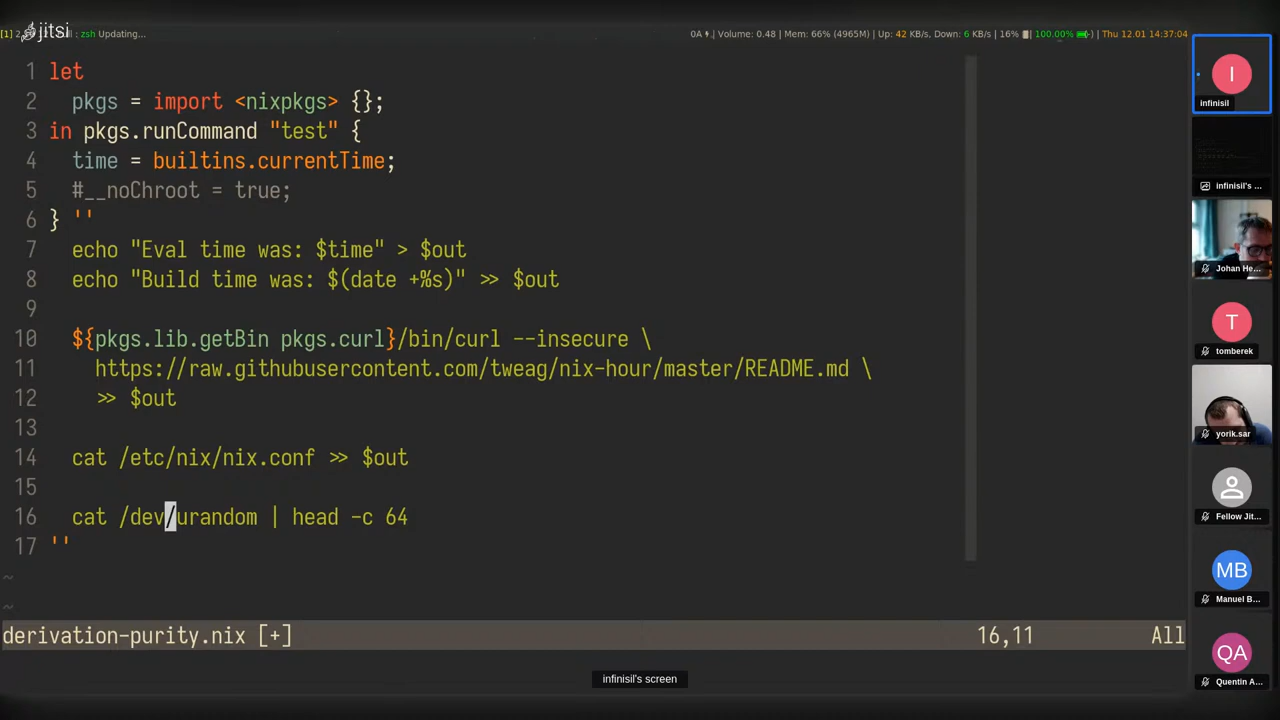 jitsi
zsh Updating...
0A
Volume: 0.48 | Mem: 66% (4965M) | Up: 42 KB/s, Down: 6 KB/s | 16%
100.00%
Thu 12.01 14:37:04
1 let
2 pkgs = import <nixpkgs> {};
3 in pkgs.runCommand "test" {
4 time = builtins.currentTime;
5 #__noChroot = true;
6 } ''
7 echo "Eval time was: $time" > $out
8 echo "Build time was: $(date +%s)" >> $out
9
10 ${pkgs.lib.getBin pkgs.curl}/bin/curl --insecure \
11 https://raw.githubusercontent.com/tweag/nix-hour/master/README.md \
12 >> $out
13
14 cat /etc/nix/nix.conf >> $out
15
16 cat /dev/urandom | head -c 64
17 ''
~
~
derivation-purity.nix [+] 16,11 All
infinisil's screen
I
infinisil
infinisil's ...
Johan He...
T
tomberek
yorik.sar
Fellow Jit...
MB
Manuel B...
QA
Quentin A...